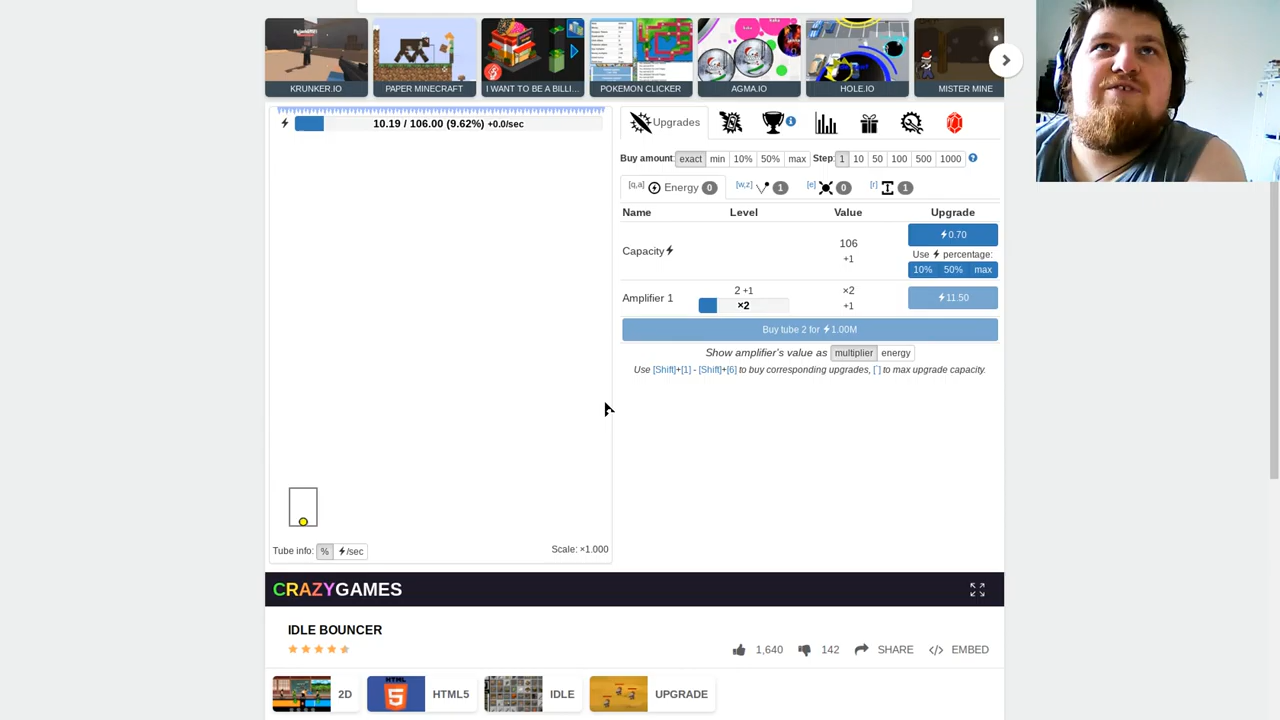 KRUNKER.IO
PAPER MINECRAFT
I WANT TO BE A BILLI...
POKEMON CLICKER
AGMA.IO
HOLE.IO
MISTER MINE
10.19 / 106.00 (9.62%) +0.0/sec
Upgrades
Buy amount: exact min 10% 50% max Step: 1 10 50 100 500 1000
[q,a] Energy 0 [w,z] 1 [e] 0 [r] 1
Name Level Value Upgrade
Capacity 106 +1 0.70
Use percentage:
10% 50% max
Amplifier 1 2 +1 ×2 ×2 +1 11.50
Buy tube 2 for 1.00M
Show amplifier's value as multiplier energy
Use [Shift]+[1] - [Shift]+[6] to buy corresponding upgrades, [`] to max upgrade capacity.
Tube info: % /sec
Scale: ×1.000
CRAZYGAMES
IDLE BOUNCER
1,640 142 SHARE EMBED
2D HTML5 IDLE UPGRADE